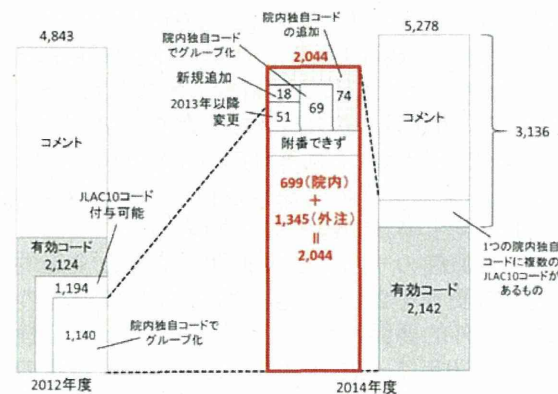 4,843
コメント
JLAC10コード
付与可能
有効コード
2,124
1,194
1,140
院内独自コードで
グループ化
2012年度
院内独自コード
でグループ化
院内独自コード
の追加
2,044
新規追加
18
2013年以降
変更
51
69
74
附番できず
699(院内)
+
1,345(外注)
=
2,044
5,278
コメント
3,136
1つの院内独自
コードに複数の
JLAC10コードが
あるもの
有効コード
2,142
2014年度